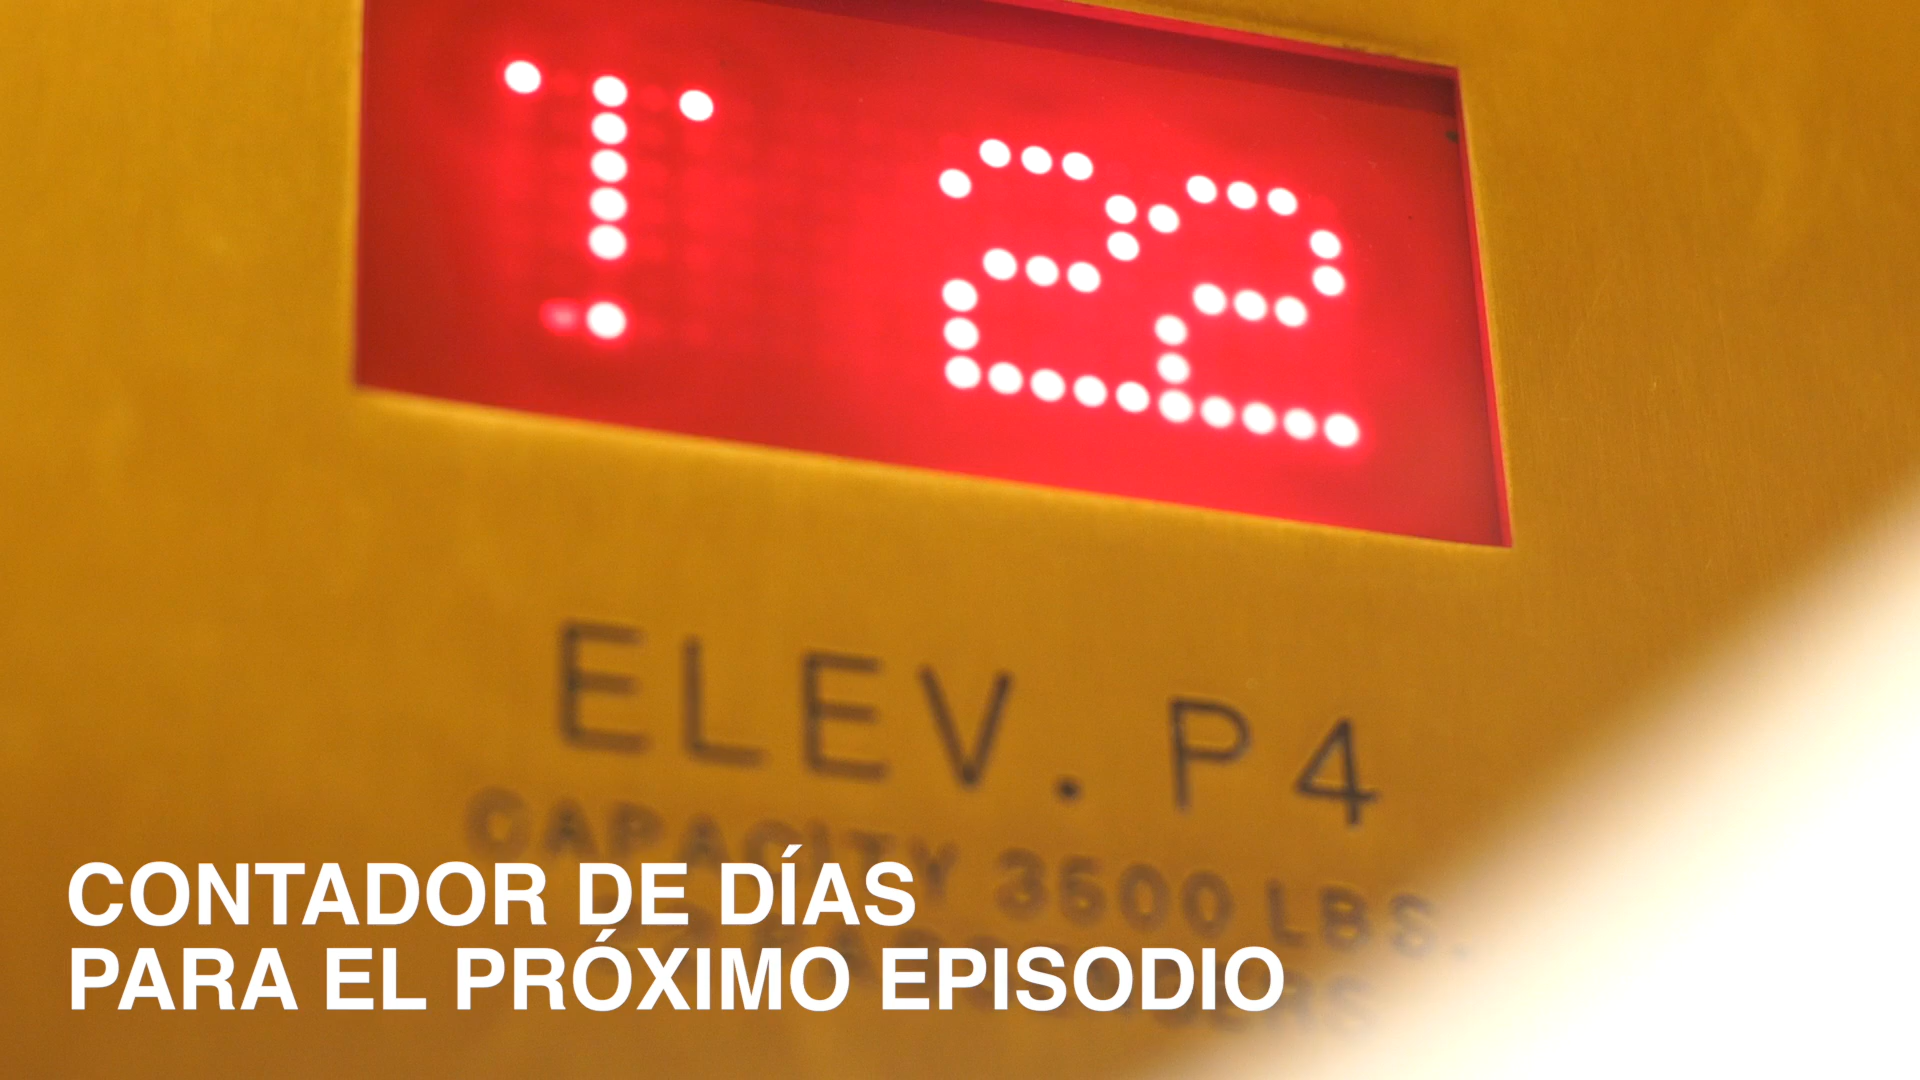 22
ELEV. P4
CAPACITY 3500 LBS.
CONTADOR DE DÍAS
PARA EL PRÓXIMO EPISODIO